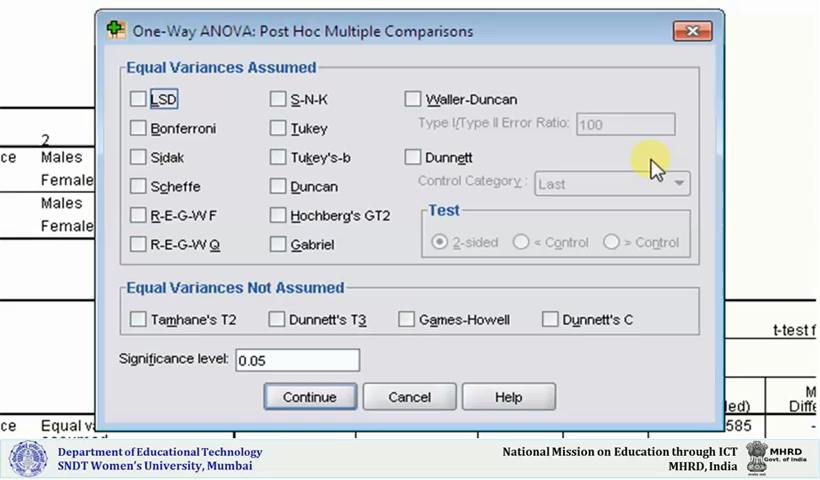 One-Way ANOVA: Post Hoc Multiple Comparisons
Equal Variances Assumed
LSD
S-N-K
Waller-Duncan
Bonferroni
Tukey
Type I/Type II Error Ratio: 100
Sidak
Tukey's-b
Dunnett
Scheffe
Duncan
Control Category : Last
R-E-G-W F
Hochberg's GT2
Test
R-E-G-W Q
Gabriel
2-sided
< Control
> Control
Equal Variances Not Assumed
Tamhane's T2
Dunnett's T3
Games-Howell
Dunnett's C
Significance level: 0.05
Continue
Cancel
Help
2
ce Males
Female
Males
Female
t-test f
M
led) Diffe
ce Equal va
585 -
Department of Educational Technology
SNDT Women's University, Mumbai
National Mission on Education through ICT
MHRD, India
MHRD
Govt. of India